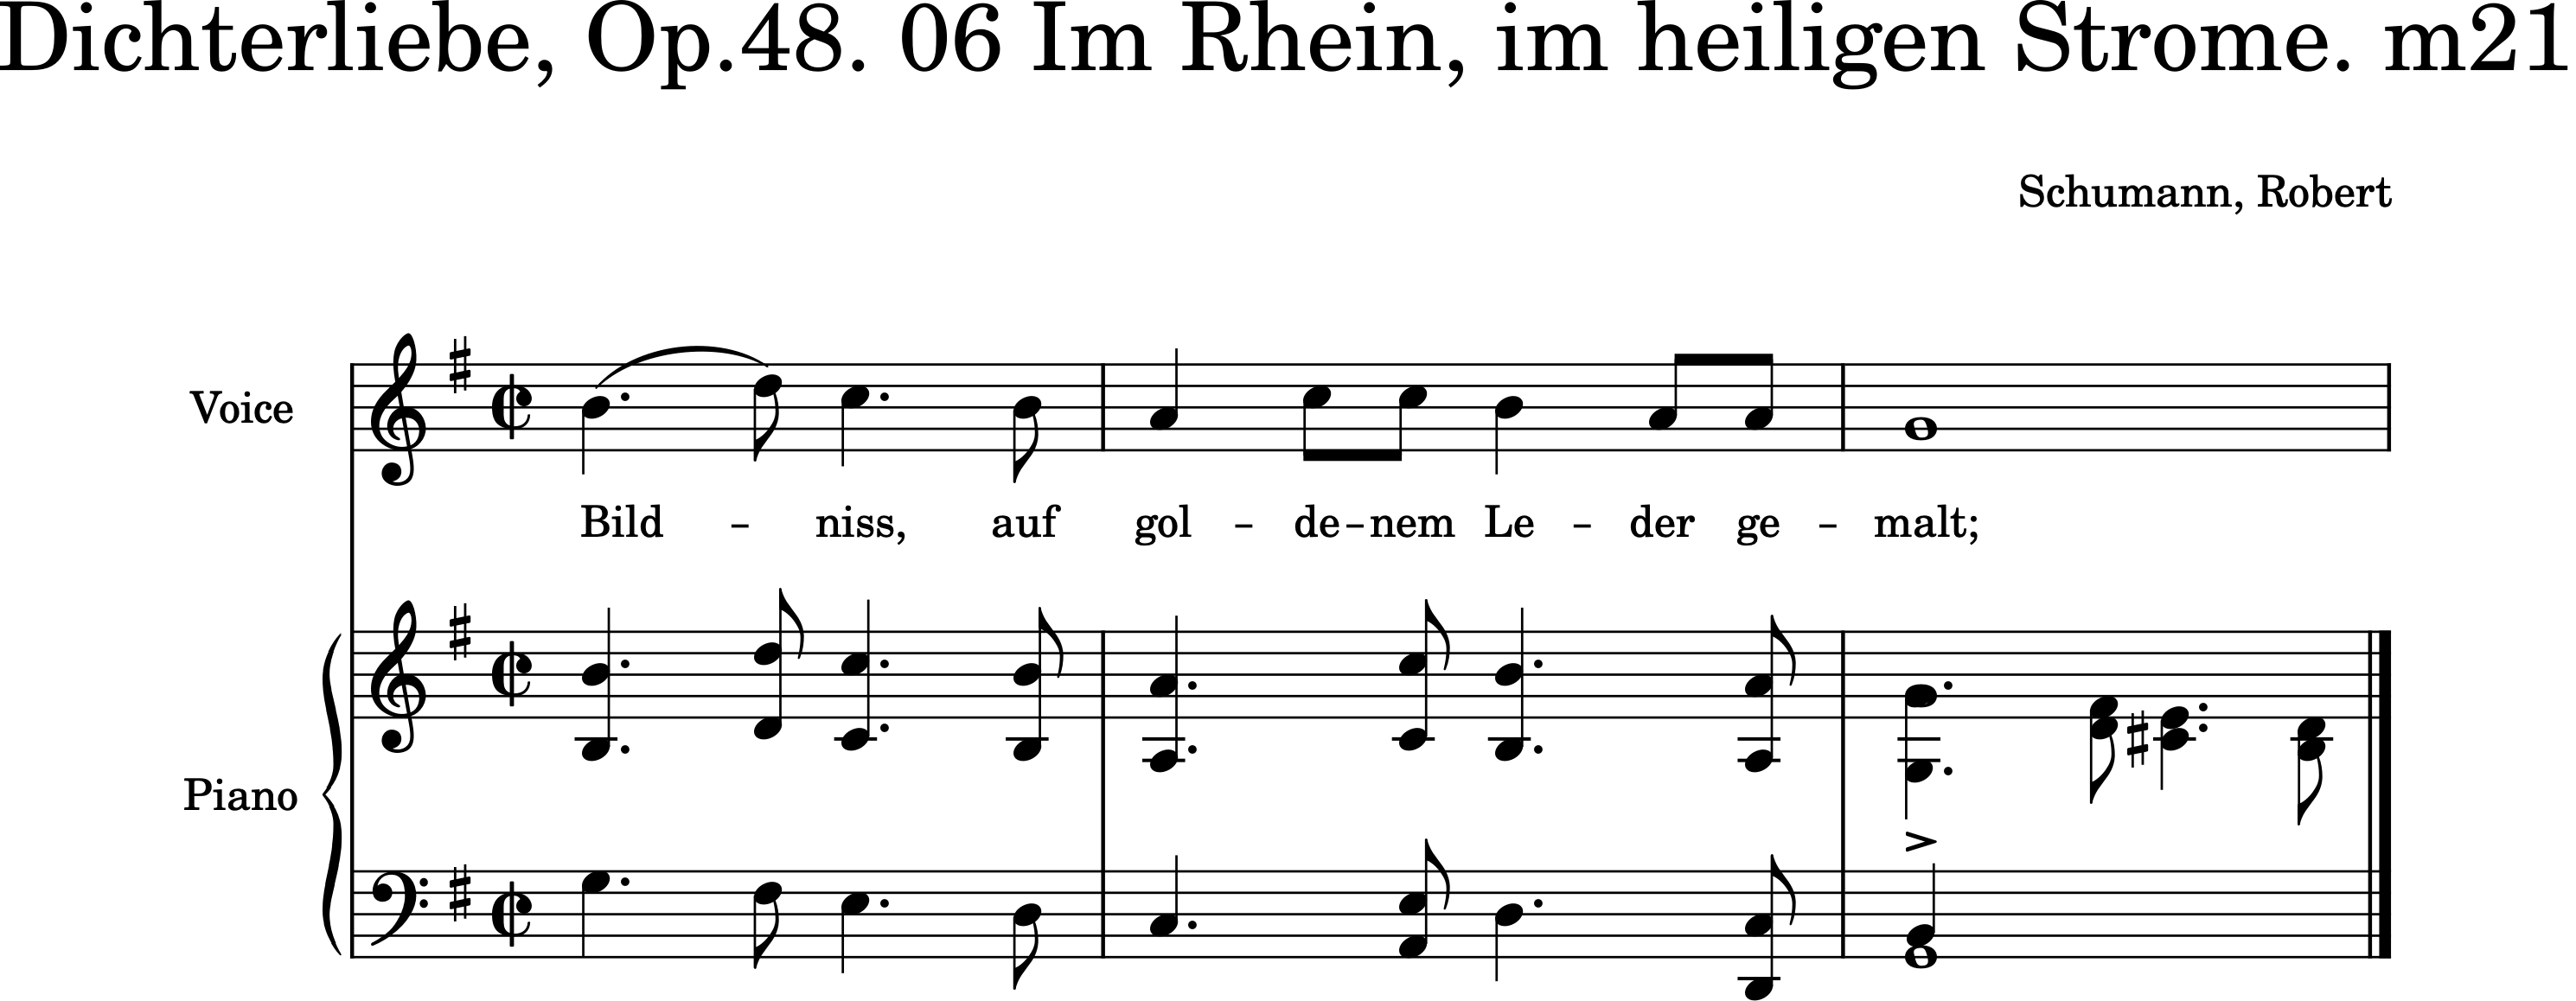 Dichterliebe, Op.48. 06 Im Rhein, im heiligen Strome. m21
Schumann, Robert
Voice
Bild – niss, auf gol – de–nem Le – der ge – malt;
Piano